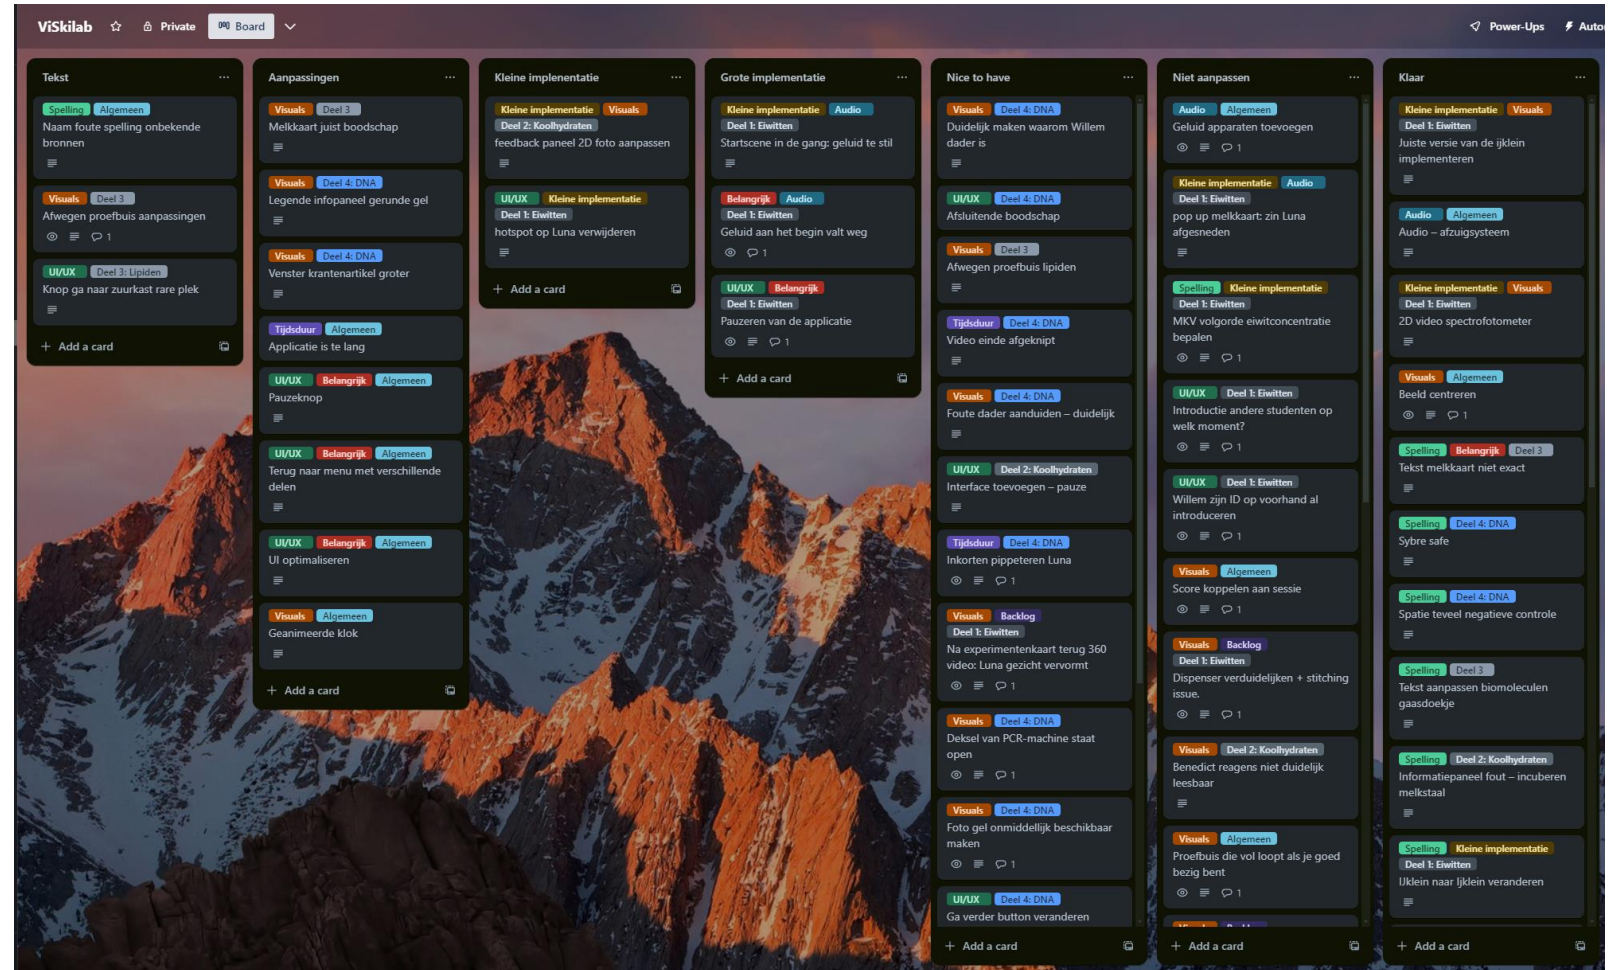 ViSkilab Private Board Power-Ups Auto
Tekst
Spelling Algemeen
Naam foute spelling onbekende
bronnen
Visuals Deel 3
Afwegen proefbuis aanpassingen
1
UI/UX Deel 3: Lipiden
Knop ga naar zuurkast rare plek
+ Add a card
Aanpassingen
Visuals Deel 3
Melkkaart juist boodschap
Visuals Deel 4: DNA
Legende infopaneel gerunde gel
Visuals Deel 4: DNA
Venster krantenartikel groter
Tijdsduur Algemeen
Applicatie is te lang
UI/UX Belangrijk Algemeen
Pauzeknop
UI/UX Belangrijk Algemeen
Terug naar menu met verschillende
delen
UI/UX Belangrijk Algemeen
UI optimaliseren
Visuals Algemeen
Geanimeerde klok
+ Add a card
Kleine implenentatie
Kleine implementatie Visuals
Deel 2: Koolhydraten
feedback paneel 2D foto aanpassen
UI/UX Kleine implementatie
Deel 1: Eiwitten
hotspot op Luna verwijderen
+ Add a card
Grote implementatie
Kleine implementatie Audio
Deel 1: Eiwitten
Startscene in de gang: geluid te stil
Belangrijk Audio
Deel 1: Eiwitten
Geluid aan het begin valt weg
1
UI/UX Belangrijk
Deel 1: Eiwitten
Pauzeren van de applicatie
1
+ Add a card
Nice to have
Visuals Deel 4: DNA
Duidelijk maken waarom Willem
dader is
UI/UX Deel 4: DNA
Afsluitende boodschap
Visuals Deel 3
Afwegen proefbuis lipiden
Tijdsduur Deel 4: DNA
Video einde afgeknipt
Visuals Deel 4: DNA
Foute dader aanduiden – duidelijk
UI/UX Deel 2: Koolhydraten
Interface toevoegen – pauze
Tijdsduur Deel 4: DNA
Inkorten pippeteren Luna
1
Visuals Backlog
Deel 1: Eiwitten
Na experimentenkaart terug 360
video: Luna gezicht vervormt
1
Visuals Deel 4: DNA
Deksel van PCR-machine staat
open
1
Visuals Deel 4: DNA
Foto gel onmiddellijk beschikbaar
maken
1
UI/UX Deel 4: DNA
Ga verder button veranderen
+ Add a card
Niet aanpassen
Audio Algemeen
Geluid apparaten toevoegen
1
Kleine implementatie Audio
Deel 1: Eiwitten
pop up melkkaart: zin Luna
afgesneden
Spelling Kleine implementatie
Deel 1: Eiwitten
MKV volgorde eiwitconcentratie
bepalen
1
UI/UX Deel 1: Eiwitten
Introductie andere studenten op
welk moment?
1
UI/UX Deel 1: Eiwitten
Willem zijn ID op voorhand al
introduceren
1
Visuals Algemeen
Score koppelen aan sessie
1
Visuals Backlog
Deel 1: Eiwitten
Dispenser verduidelijken + stitching
issue.
1
Visuals Deel 2: Koolhydraten
Benedict reagens niet duidelijk
leesbaar
Visuals Algemeen
Proefbuis die vol loopt als je goed
bezig bent
1
+ Add a card
Klaar
Kleine implementatie Visuals
Deel 1: Eiwitten
Juiste versie van de ijklein
implementeren
Audio Algemeen
Audio – afzuigsysteem
Kleine implementatie Visuals
Deel 1: Eiwitten
2D video spectrofotometer
Visuals Algemeen
Beeld centreren
1
Spelling Belangrijk Deel 3
Tekst melkkaart niet exact
Spelling Deel 4: DNA
Sybre safe
Spelling Deel 4: DNA
Spatie teveel negatieve controle
Spelling Deel 3
Tekst aanpassen biomoleculen
gaasdoekje
Spelling Deel 2: Koolhydraten
Informatiepaneel fout – incuberen
melkstaal
Spelling Kleine implementatie
Deel 1: Eiwitten
IJklein naar Ijklein veranderen
+ Add a card